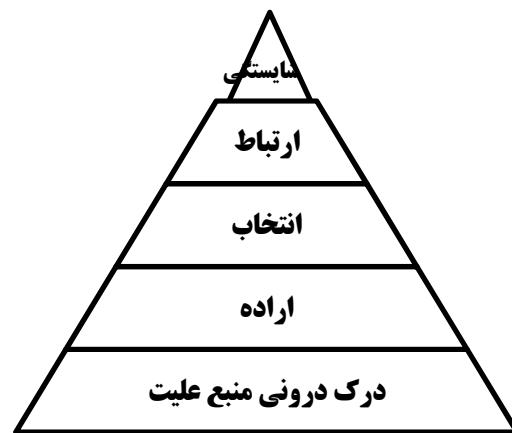 شایستگی
ارتباط
انتخاب
اراده
درک درونی منبع علیت